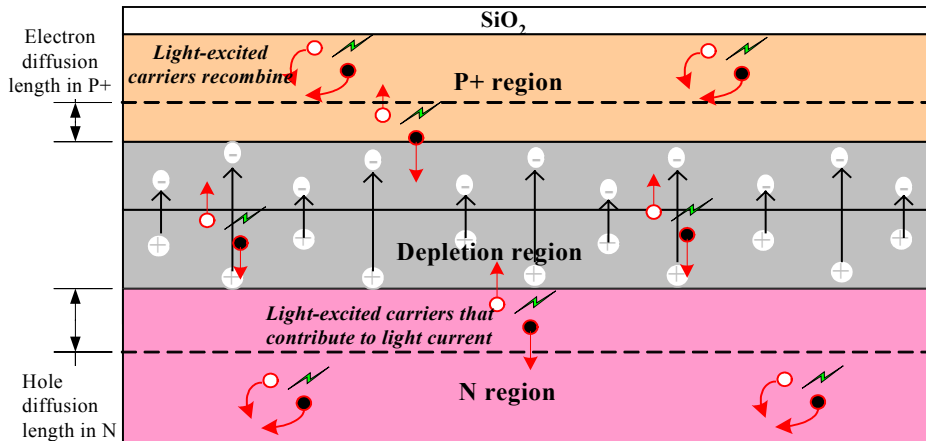 SiO2
Electron
diffusion
length in P+
Light-excited
carriers recombine
P+ region
- - - - - - - - - - -
+ + + + + + + + + + +
Depletion region
Light-excited carriers that
contribute to light current
N region
Hole
diffusion
length in N